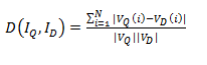 D(I_Q, I_D) = \frac{\sum_{i=1}^{N} |V_Q(i) - V_D(i)|}{|V_Q||V_D|}